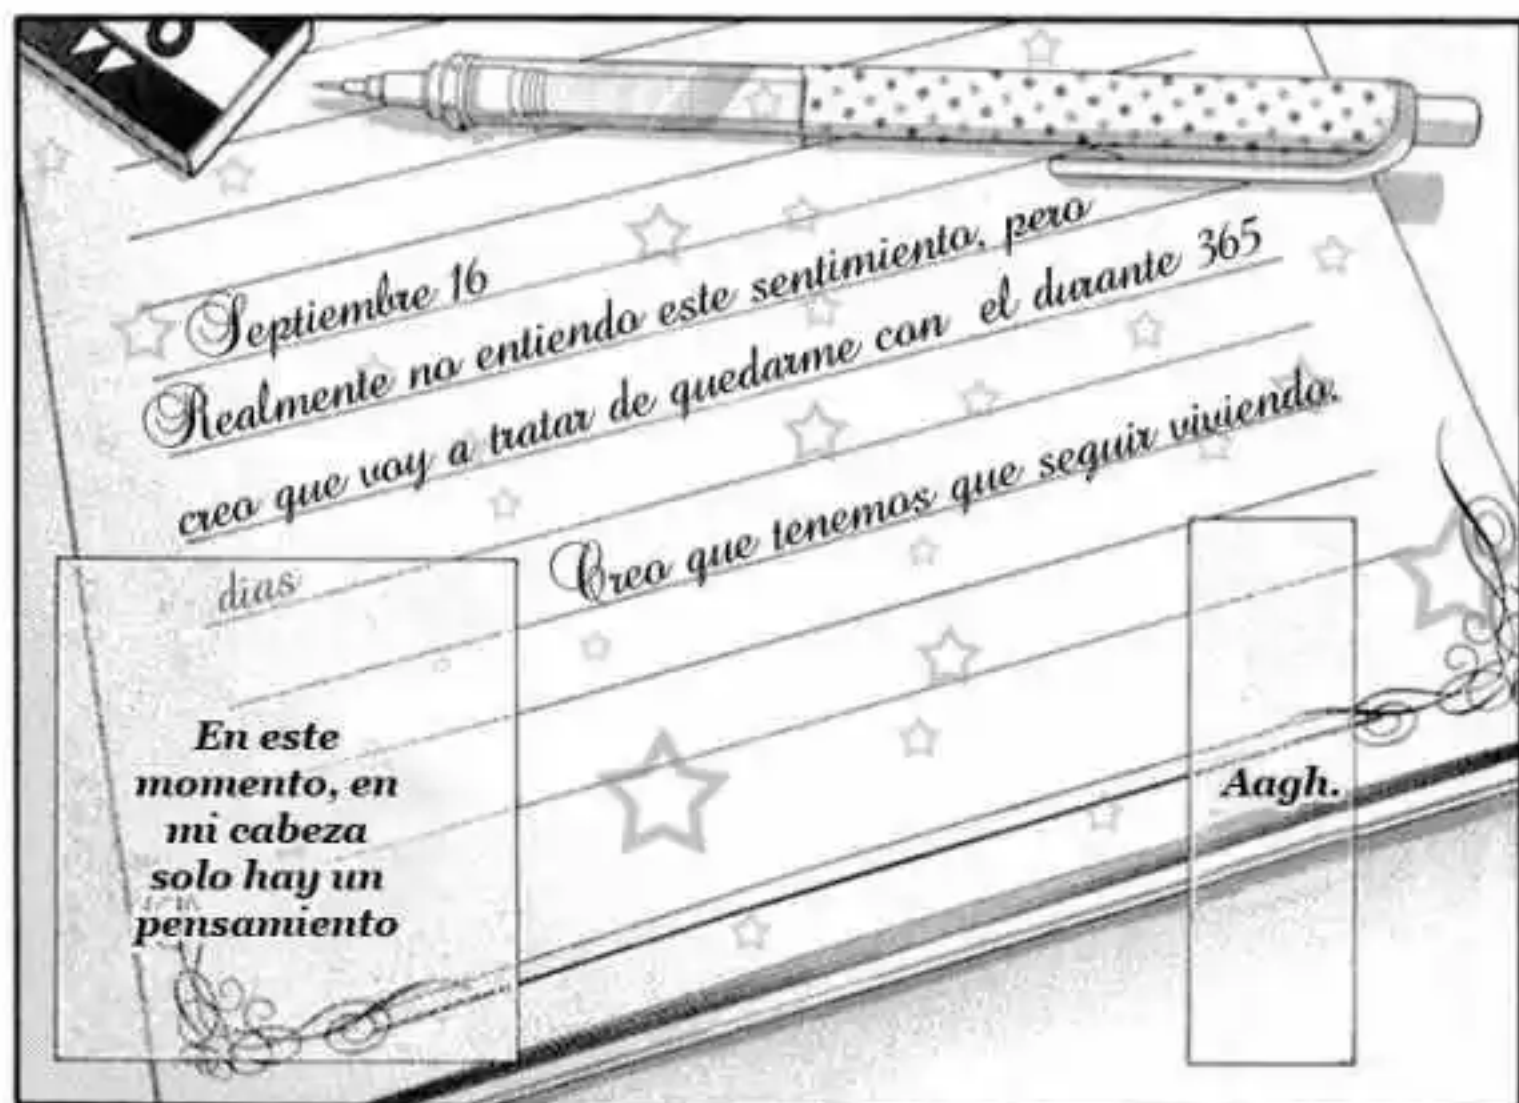 Septiembre 16
Realmente no entiendo este sentimiento, pero
creo que voy a tratar de quedarme con el durante 365
dias
Creo que tenemos que seguir viviendo.
En este
momento, en
mi cabeza
solo hay un
pensamiento
Aagh.